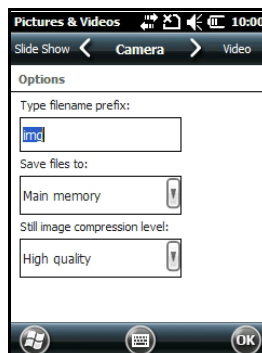 Pictures & Videos 10:00
Slide Show Camera Video
Options
Type filename prefix:
img
Save files to:
Main memory
Still image compression level:
High quality
OK